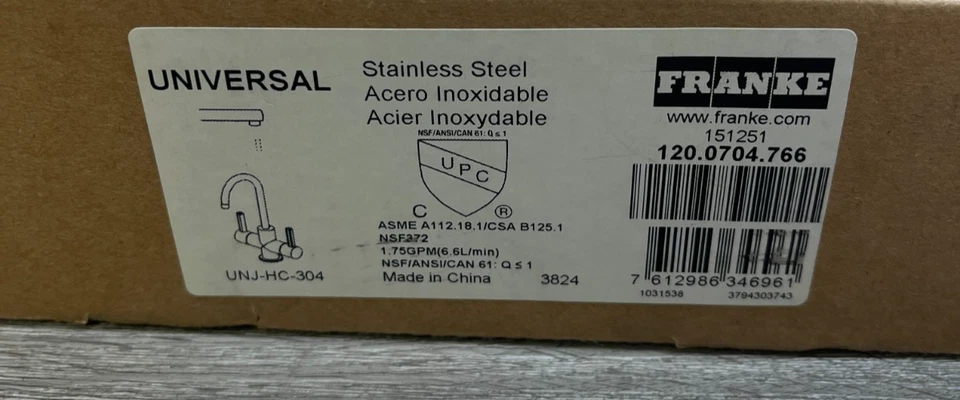 UNIVERSAL
UNJ-HC-304
Stainless Steel
Acero Inoxidable
Acier Inoxydable
NSF/ANSI/CAN 61: Q ≤ 1
UPC
C ®
ASME A112.18.1/CSA B125.1
NSF372
1.75GPM(6.6L/min)
NSF/ANSI/CAN 61: Q ≤ 1
Made in China 3824
FRANKE
www.franke.com
151251
120.0704.766
7 612986 346961
1031538 3794303743